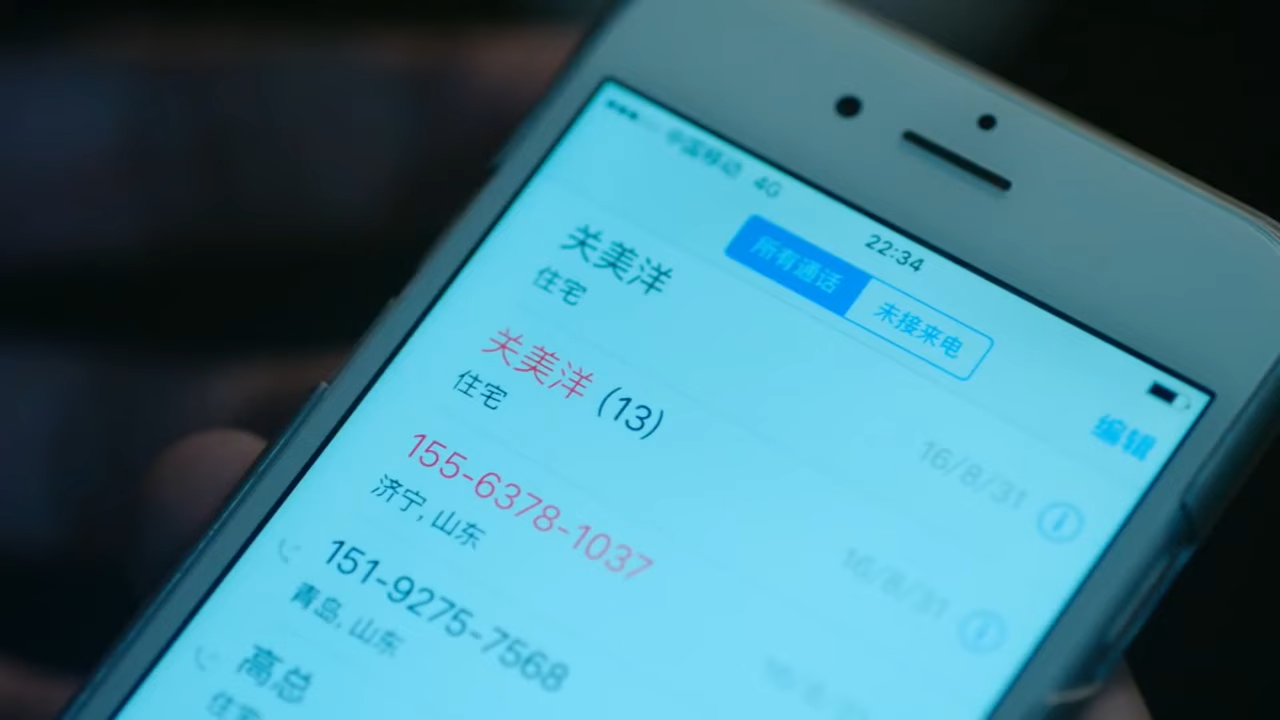 中国移动 4G
22:34
所有通话 未接来电
编辑
关美洋
住宅
16/8/31
关美洋 (13)
住宅
16/8/31
155-6378-1037
济宁, 山东
151-9275-7568
青岛, 山东
高总
住宅